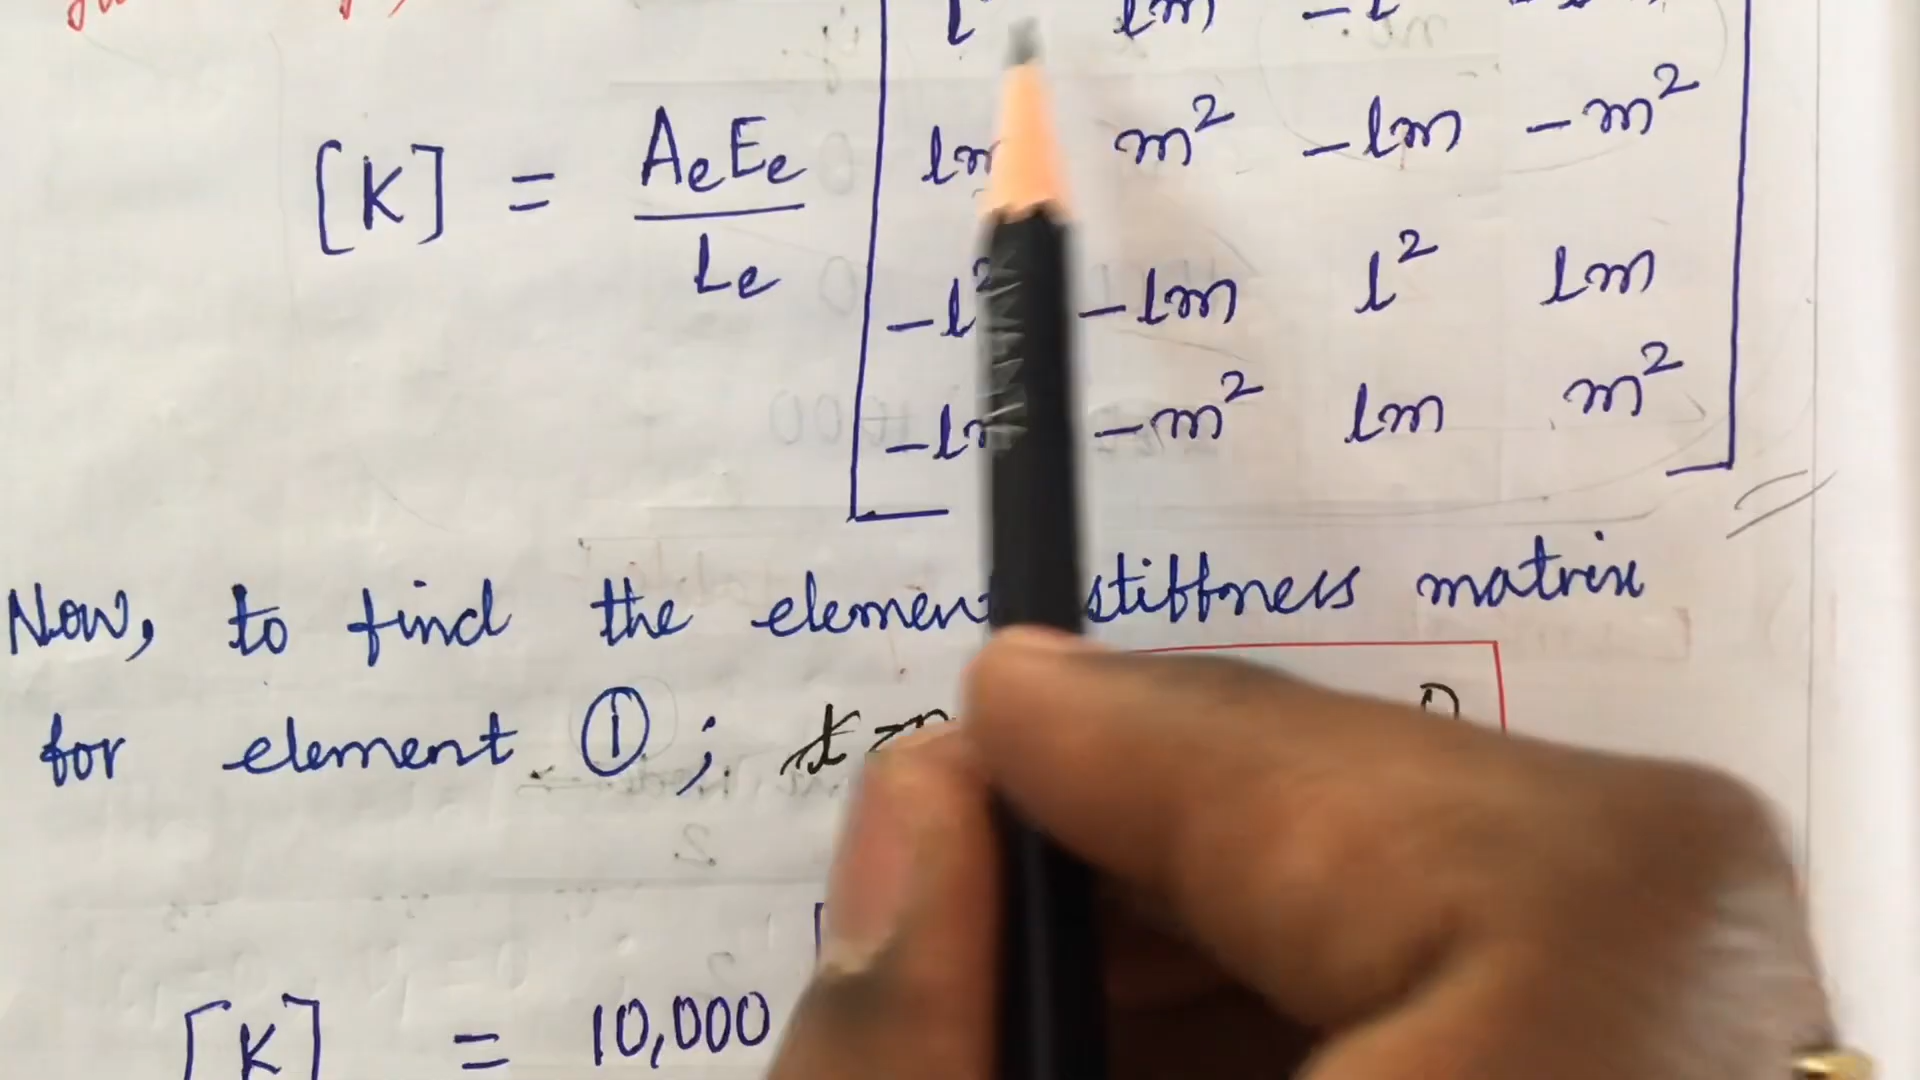 lm
[K] = AeEe
Le
m² -lm -m²
-l² -lm l² lm
-m² lm m²
Now, to find the element stiffness matrix
for element ①;
[K] = 10,000